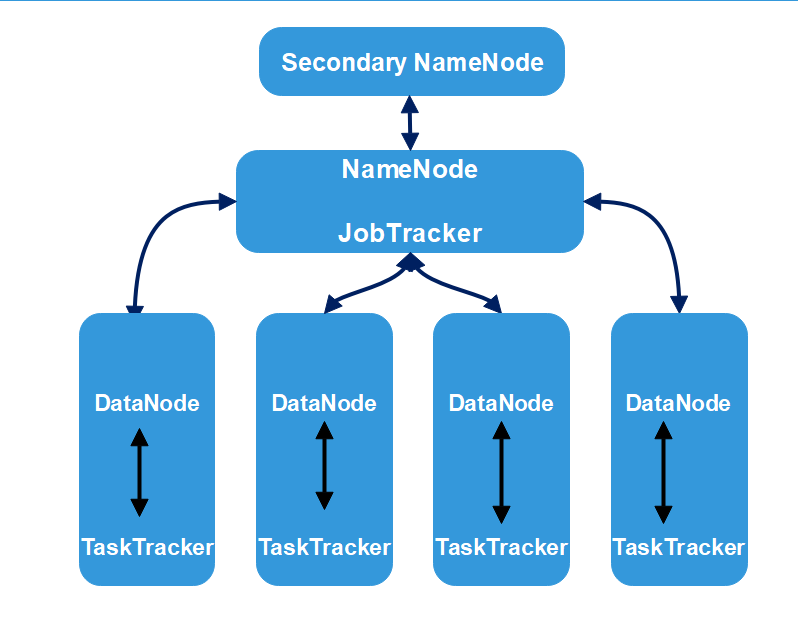 Secondary NameNode
NameNode
JobTracker
DataNode
DataNode
DataNode
DataNode
TaskTracker
TaskTracker
TaskTracker
TaskTracker